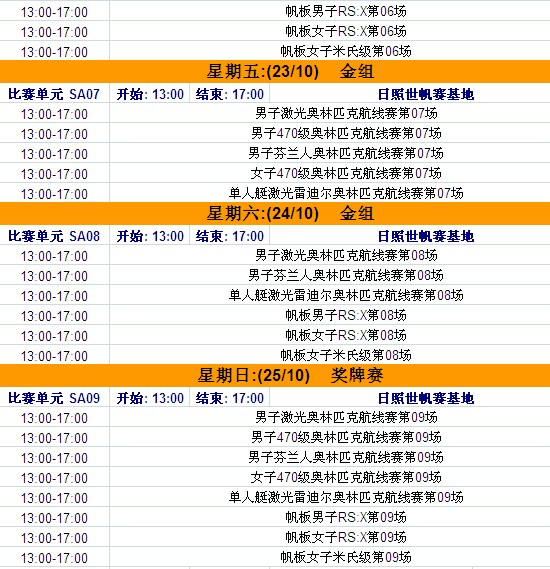 13:00-17:00 帆板男子RS:X第06场
13:00-17:00 帆板女子RS:X第06场
13:00-17:00 帆板女子米氏级第06场
星期五:(23/10) 金组
比赛单元 SA07 开始: 13:00 结束: 17:00 日照世帆赛基地
13:00-17:00 男子激光奥林匹克航线赛第07场
13:00-17:00 男子470级奥林匹克航线赛第07场
13:00-17:00 男子芬兰人奥林匹克航线赛第07场
13:00-17:00 女子470级奥林匹克航线赛第07场
13:00-17:00 单人艇激光雷迪尔奥林匹克航线赛第07场
星期六:(24/10) 金组
比赛单元 SA08 开始: 13:00 结束: 17:00 日照世帆赛基地
13:00-17:00 男子激光奥林匹克航线赛第08场
13:00-17:00 男子芬兰人奥林匹克航线赛第08场
13:00-17:00 单人艇激光雷迪尔奥林匹克航线赛第08场
13:00-17:00 帆板男子RS:X第08场
13:00-17:00 帆板女子RS:X第08场
13:00-17:00 帆板女子米氏级第08场
星期日:(25/10) 奖牌赛
比赛单元 SA09 开始: 13:00 结束: 17:00 日照世帆赛基地
13:00-17:00 男子激光奥林匹克航线赛第09场
13:00-17:00 男子470级奥林匹克航线赛第09场
13:00-17:00 男子芬兰人奥林匹克航线赛第09场
13:00-17:00 女子470级奥林匹克航线赛第09场
13:00-17:00 单人艇激光雷迪尔奥林匹克航线赛第09场
13:00-17:00 帆板男子RS:X第09场
13:00-17:00 帆板女子RS:X第09场
13:00-17:00 帆板女子米氏级第09场